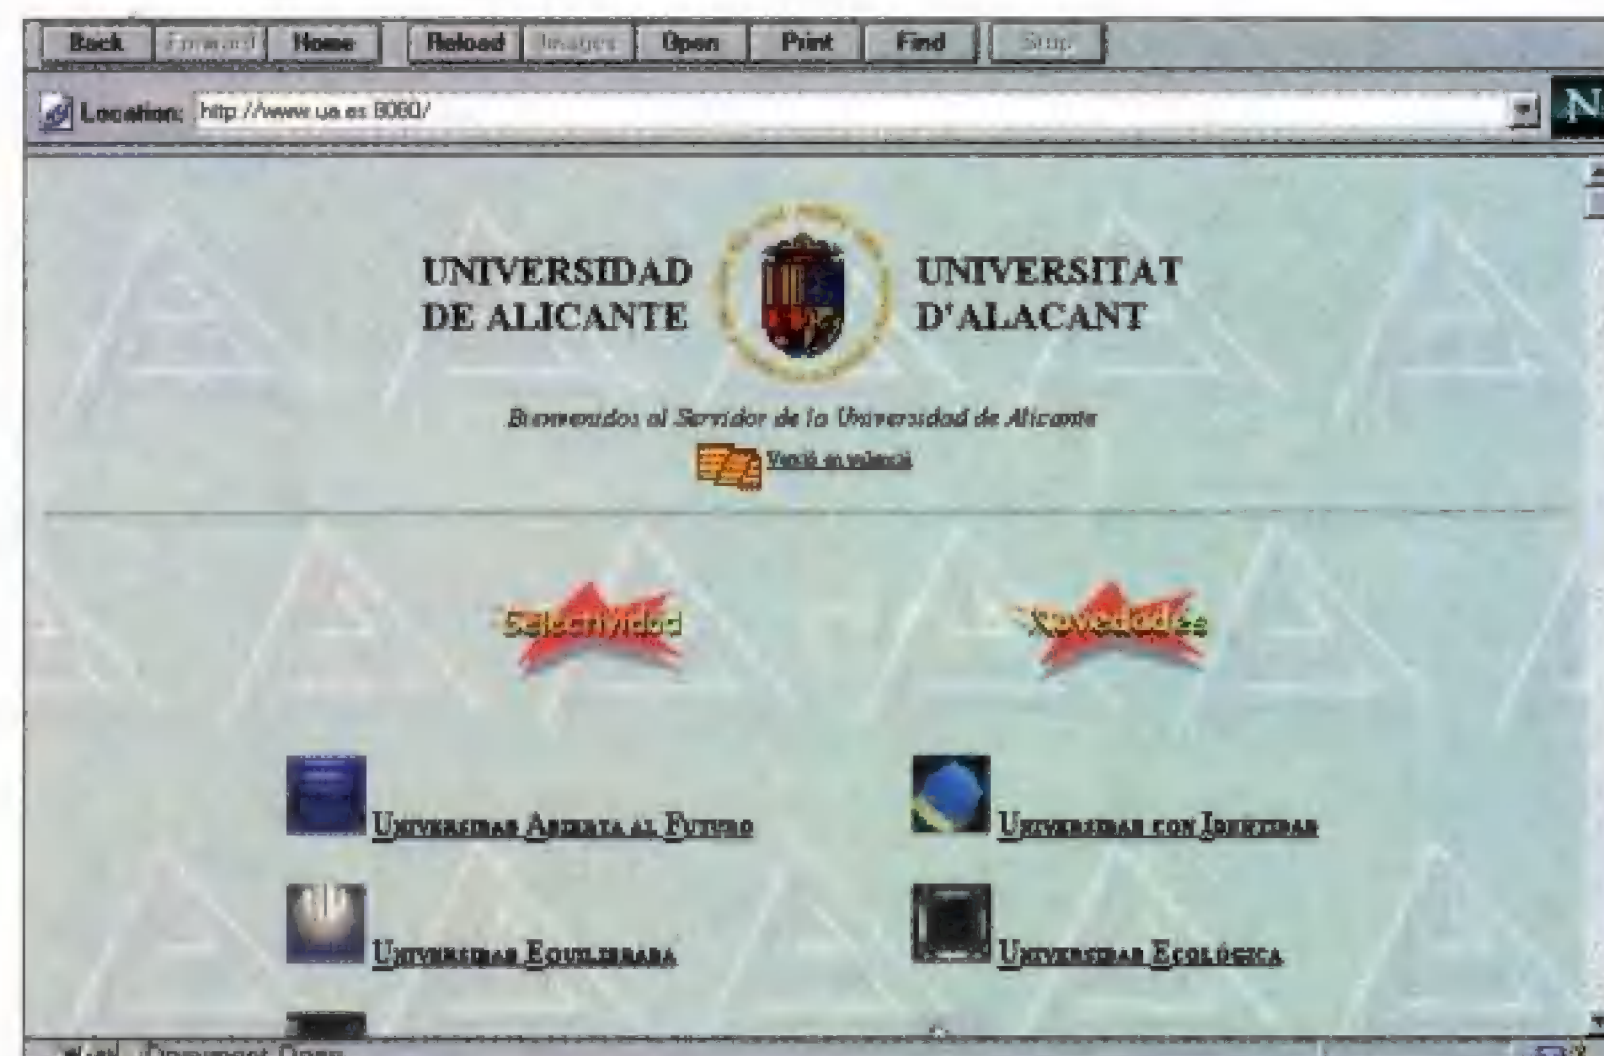 Back Forward Home Reload Images Open Print Find Stop
Location: http://www.ua.es:8080/
N
UNIVERSIDAD DE ALICANTE
UNIVERSITAT D'ALACANT
Bienvenidos al Servidor de la Universidad de Alicante
Versió en valencià
Selectividad
Novedades
UNIVERSIDAD ABIERTA AL FUTURO
UNIVERSIDAD CON IDENTIDAD
UNIVERSIDAD EQUILIBRADA
UNIVERSIDAD ECOLÓGICA
Document: Done